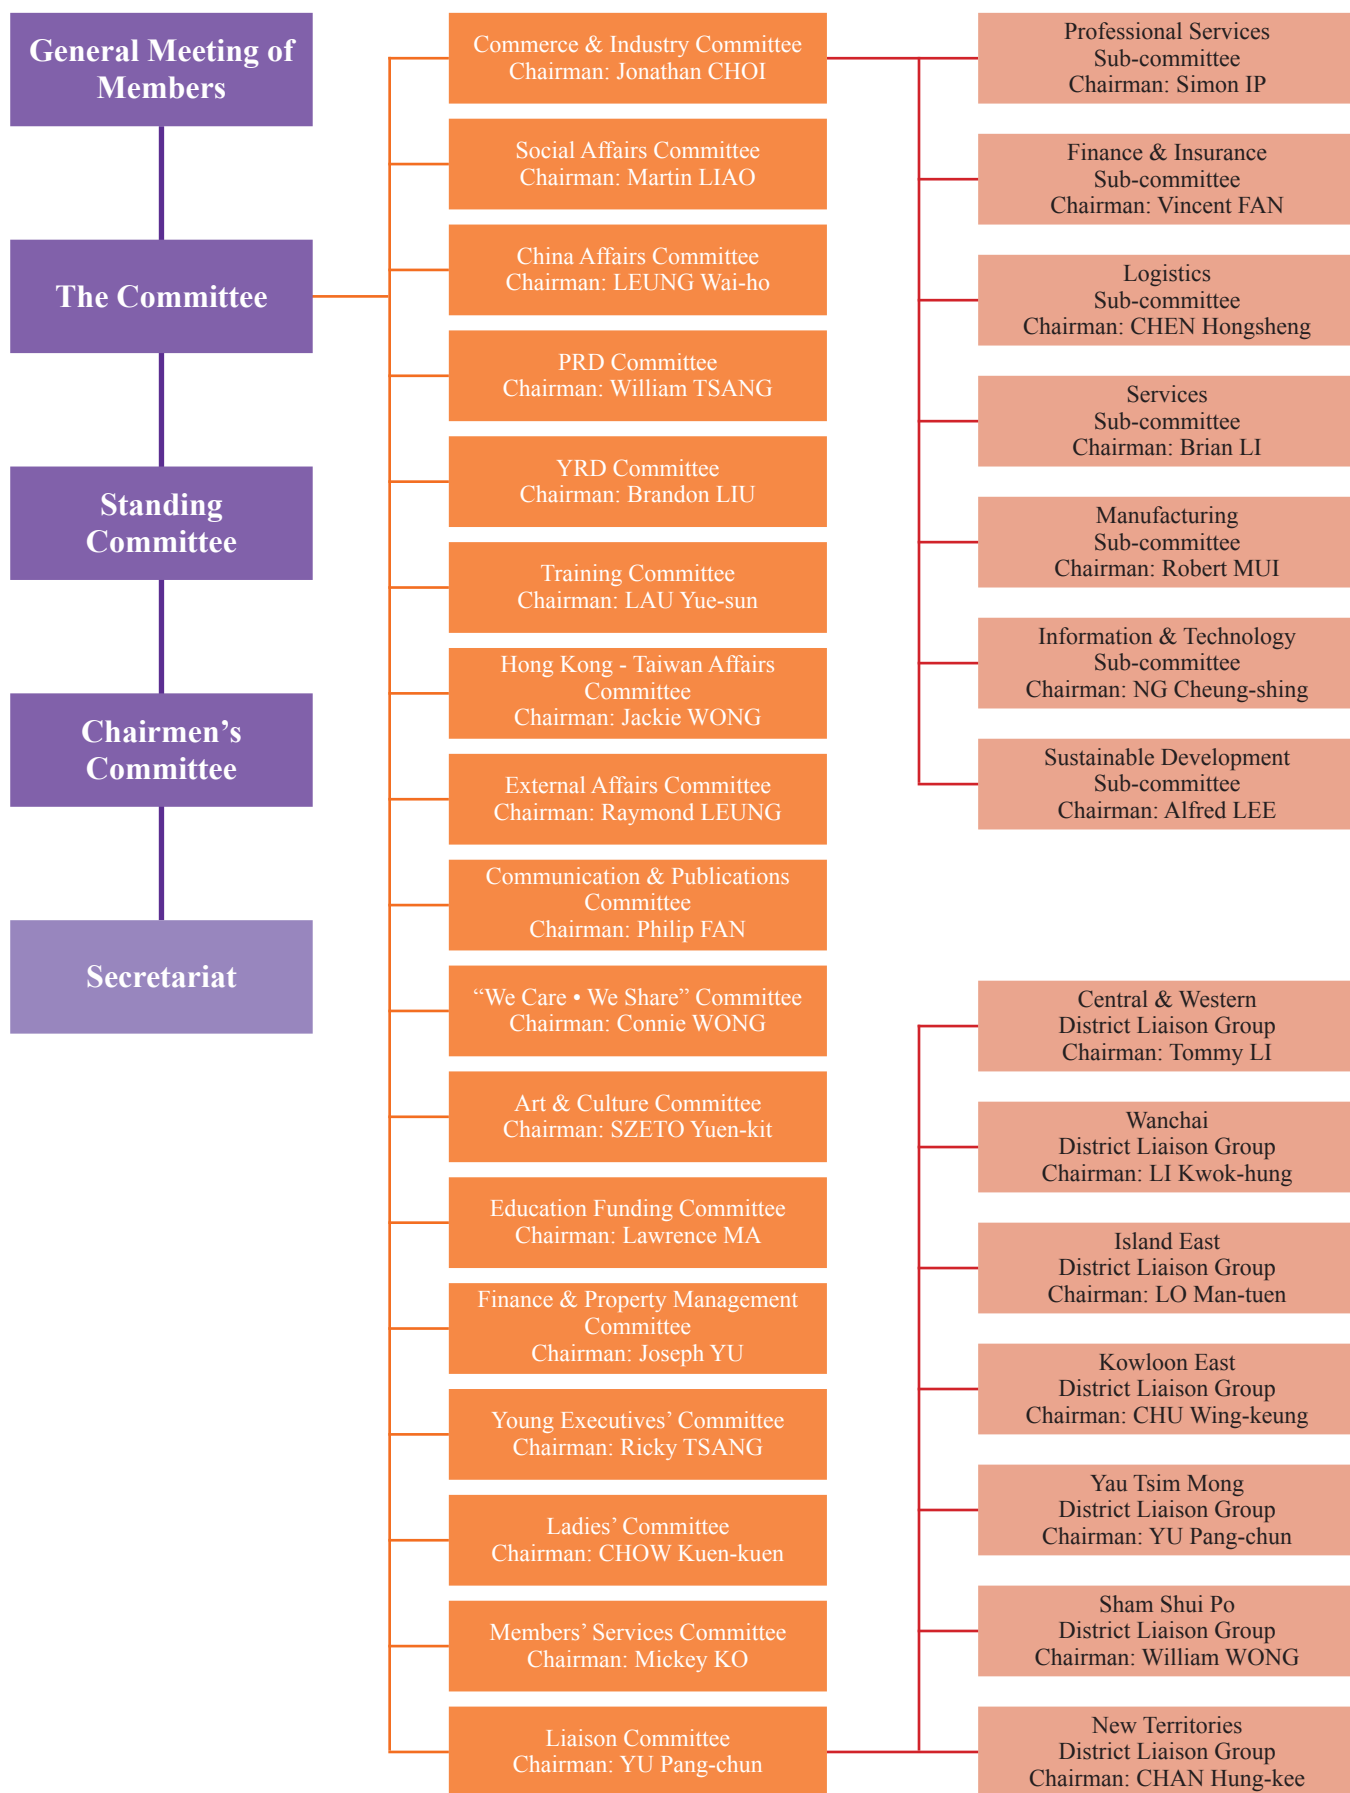 General Meeting of
Members
The Committee
Standing
Committee
Chairmen’s
Committee
Secretariat
Commerce & Industry Committee
Chairman: Jonathan CHOI
Social Affairs Committee
Chairman: Martin LIAO
China Affairs Committee
Chairman: LEUNG Wai-ho
PRD Committee
Chairman: William TSANG
YRD Committee
Chairman: Brandon LIU
Training Committee
Chairman: LAU Yue-sun
Hong Kong - Taiwan Affairs
Committee
Chairman: Jackie WONG
External Affairs Committee
Chairman: Raymond LEUNG
Communication & Publications
Committee
Chairman: Philip FAN
“We Care • We Share” Committee
Chairman: Connie WONG
Art & Culture Committee
Chairman: SZETO Yuen-kit
Education Funding Committee
Chairman: Lawrence MA
Finance & Property Management
Committee
Chairman: Joseph YU
Young Executives’ Committee
Chairman: Ricky TSANG
Ladies’ Committee
Chairman: CHOW Kuen-kuen
Members’ Services Committee
Chairman: Mickey KO
Liaison Committee
Chairman: YU Pang-chun
Professional Services
Sub-committee
Chairman: Simon IP
Finance & Insurance
Sub-committee
Chairman: Vincent FAN
Logistics
Sub-committee
Chairman: CHEN Hongsheng
Services
Sub-committee
Chairman: Brian LI
Manufacturing
Sub-committee
Chairman: Robert MUI
Information & Technology
Sub-committee
Chairman: NG Cheung-shing
Sustainable Development
Sub-committee
Chairman: Alfred LEE
Central & Western
District Liaison Group
Chairman: Tommy LI
Wanchai
District Liaison Group
Chairman: LI Kwok-hung
Island East
District Liaison Group
Chairman: LO Man-tuen
Kowloon East
District Liaison Group
Chairman: CHU Wing-keung
Yau Tsim Mong
District Liaison Group
Chairman: YU Pang-chun
Sham Shui Po
District Liaison Group
Chairman: William WONG
New Territories
District Liaison Group
Chairman: CHAN Hung-kee